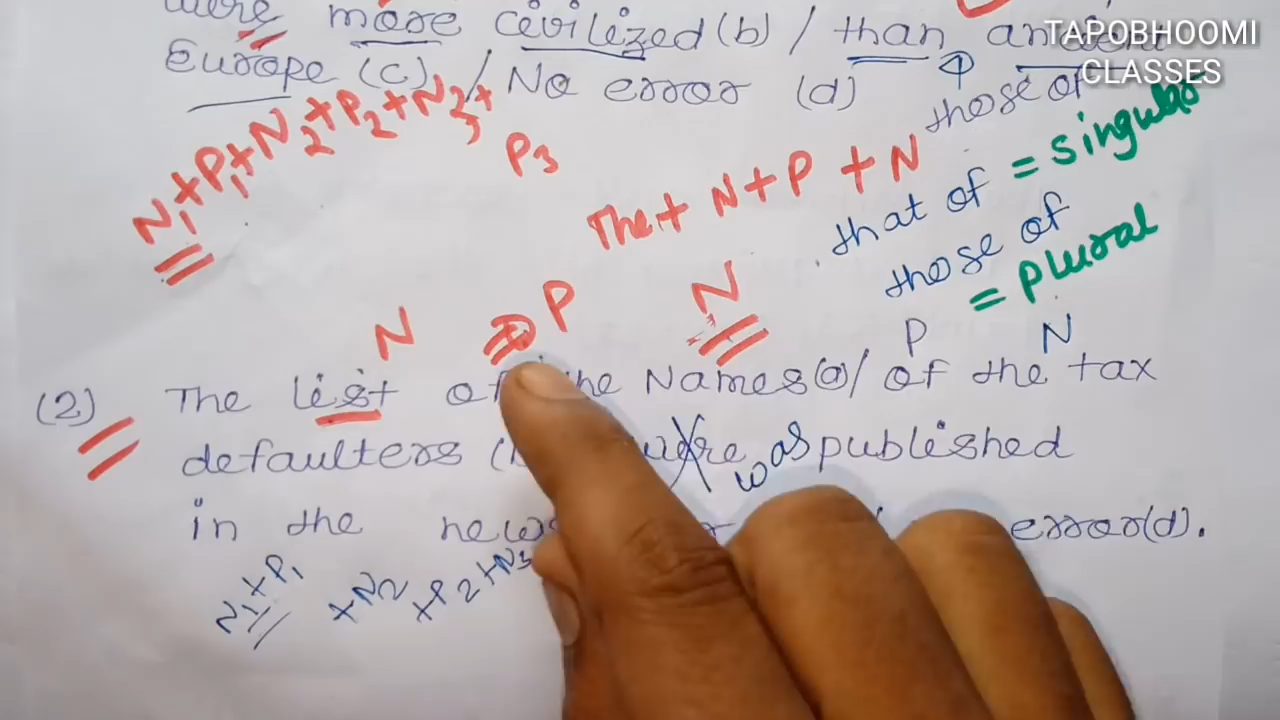 were more civilized (b) / than
TAPOBHOOMI
CLASSES
Europe (c) / No error (d)
those of
N1+P1+N2+P2+N3+
P3
The + N+P + N
that of = singular
those of
= plural
N P N P N
(2) The list of the Names(a)/ of the tax
defaulters were was published
in the error(d).
N1+P1 +N2 +P2+N3